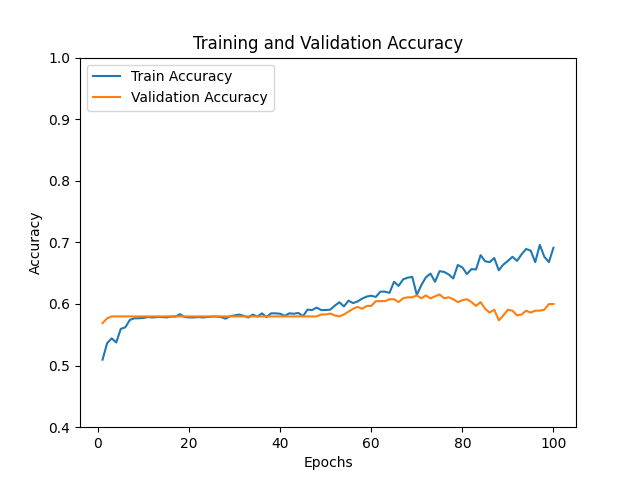 Training and Validation Accuracy
Train Accuracy
Validation Accuracy
1.0
0.9
0.8
0.7
0.6
0.5
0.4
Accuracy
0 20 40 60 80 100
Epochs